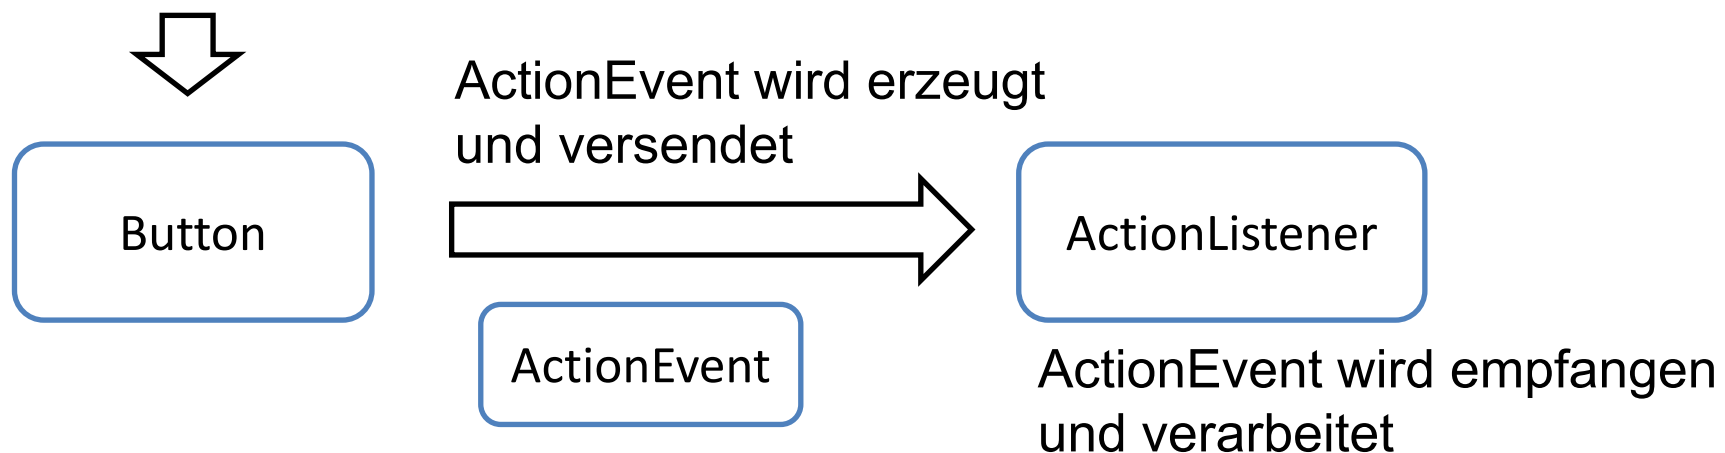 ActionEvent wird erzeugt
und versendet
Button
ActionListener
ActionEvent
ActionEvent wird empfangen
und verarbeitet